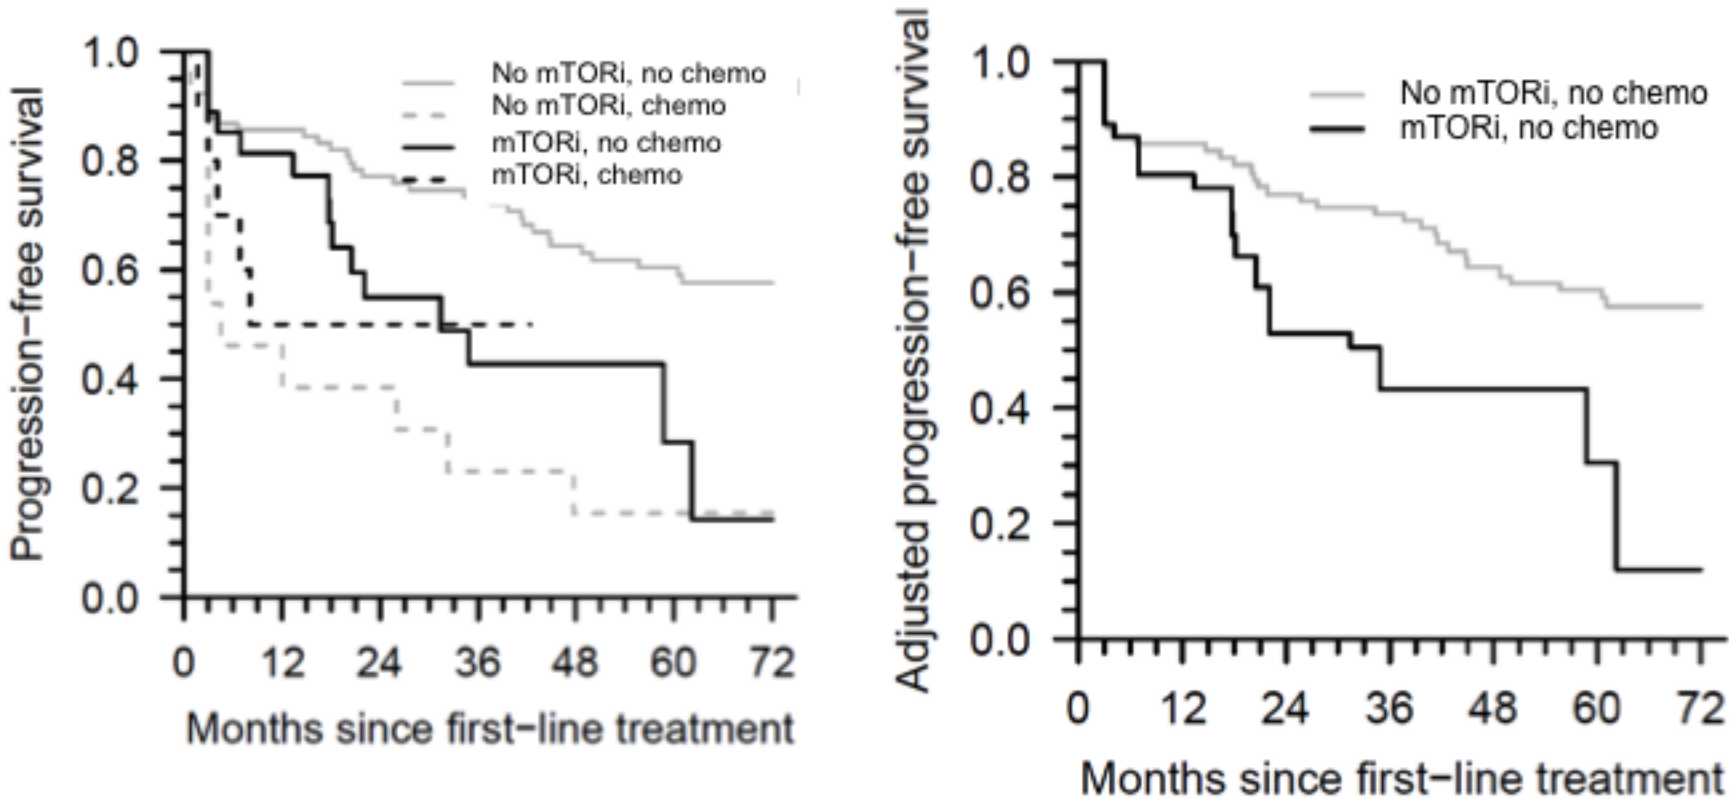 Progression−free survival
1.0
0.8
0.6
0.4
0.2
0.0
No mTORi, no chemo
No mTORi, chemo
mTORi, no chemo
mTORi, chemo
0 12 24 36 48 60 72
Months since first−line treatment
Adjusted progression−free survival
1.0
0.8
0.6
0.4
0.2
0.0
No mTORi, no chemo
mTORi, no chemo
0 12 24 36 48 60 72
Months since first−line treatment